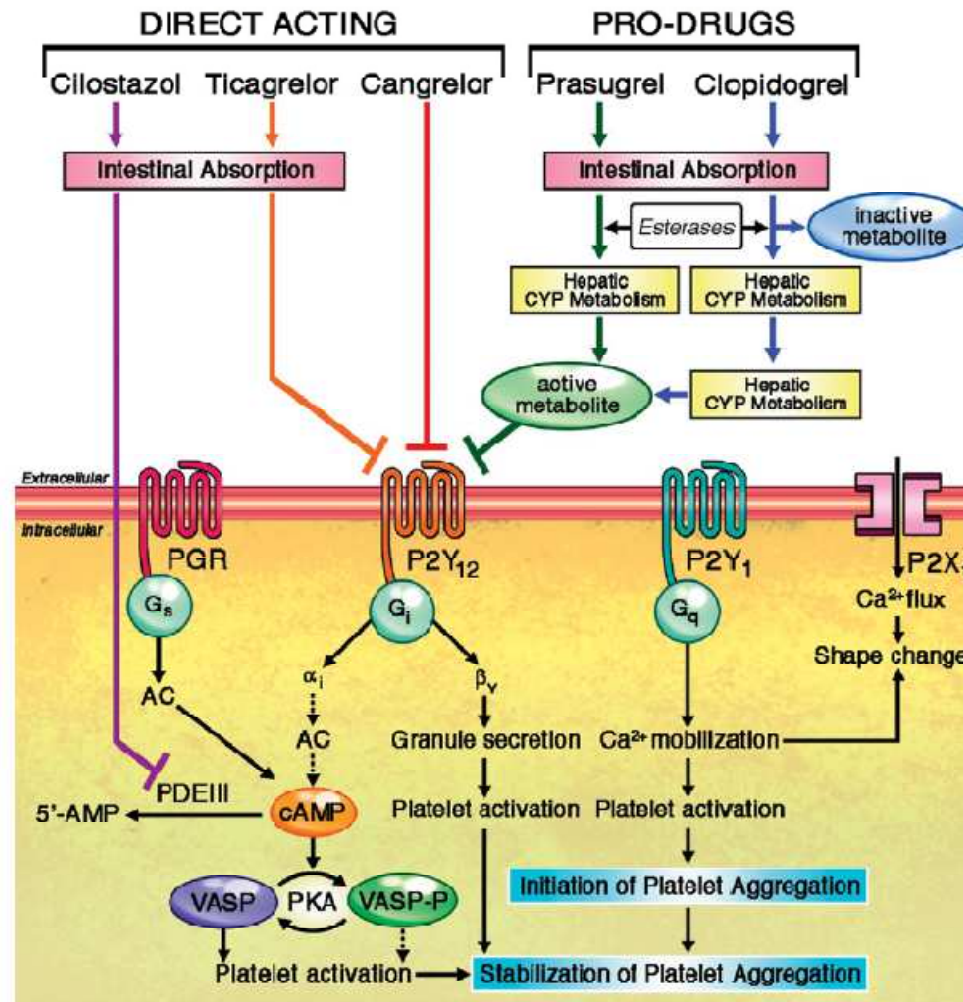 DIRECT ACTING
PRO-DRUGS
Cilostazol Ticagrelor Cangrelor
Prasugrel Clopidogrel
Intestinal Absorption
Intestinal Absorption
Esterases
inactive
metabolite
Hepatic
CYP Metabolism
Hepatic
CYP Metabolism
active
metabolite
Hepatic
CYP Metabolism
Extracellular
Intracellular
PGR
P2Y12
P2Y1
P2X
Gs
Gi
Gq
Ca²⁺ flux
Shape change
αi
βγ
AC
AC
Granule secretion
Ca²⁺ mobilization
PDEIII
5'-AMP
cAMP
Platelet activation
Platelet activation
VASP
PKA
VASP-P
Initiation of Platelet Aggregation
Platelet activation
Stabilization of Platelet Aggregation